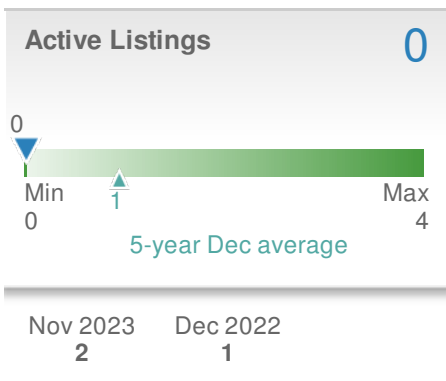 Active Listings 0
0
Min Max
1
0 4
5-year Dec average
Nov 2023 Dec 2022
2 1